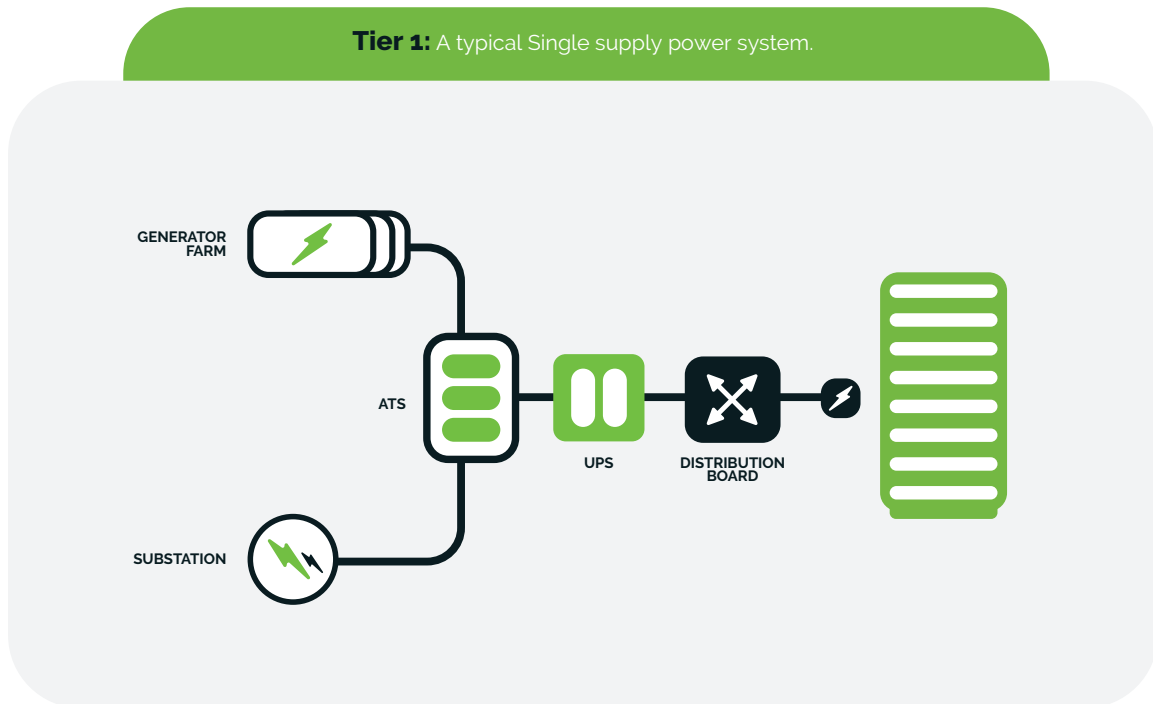 Tier 1: A typical Single supply power system.
GENERATOR
FARM
ATS
UPS
DISTRIBUTION
BOARD
SUBSTATION